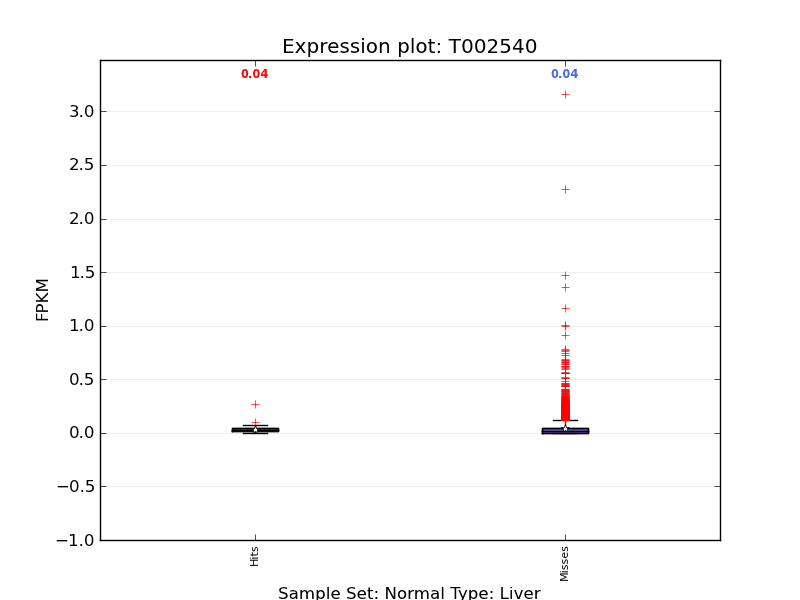 Expression plot: T002540
0.04
0.04
3.0
2.5
2.0
1.5
1.0
0.5
0.0
−0.5
−1.0
FPKM
Hits
Misses
Sample Set: Normal Type: Liver